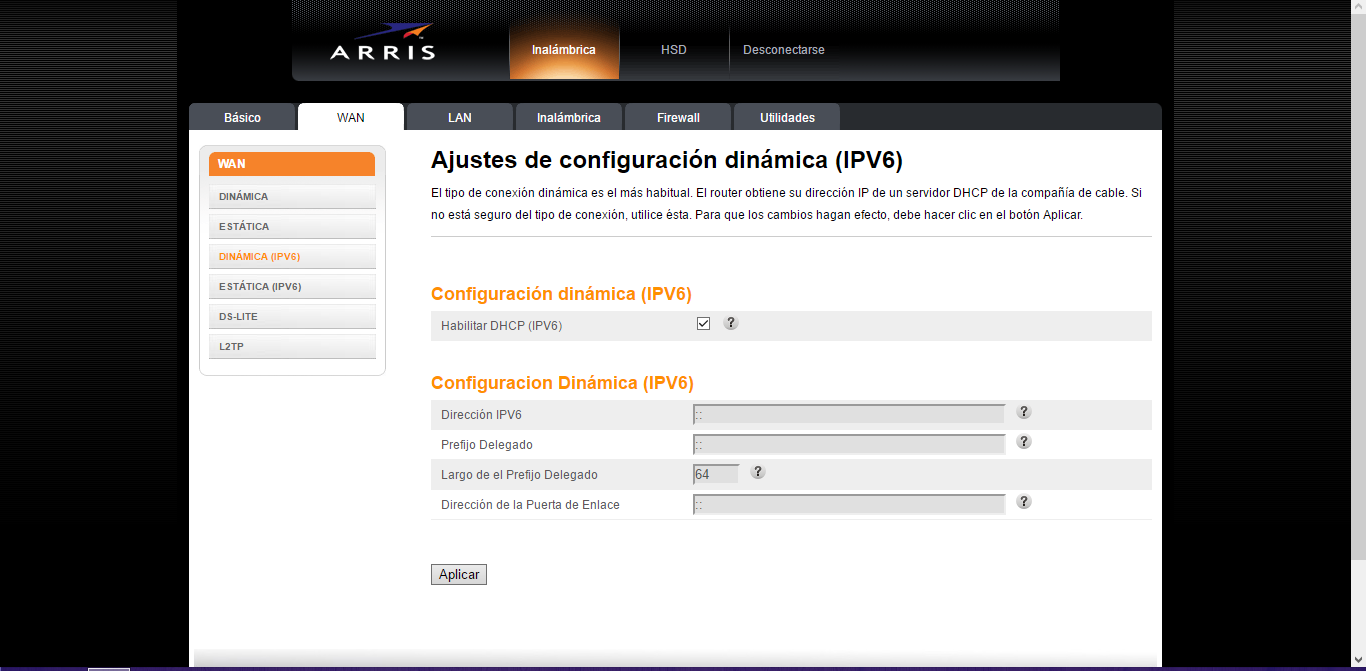 ARRIS
Inalámbrica
HSD
Desconectarse
Básico
WAN
LAN
Inalámbrica
Firewall
Utilidades
WAN
DINÁMICA
ESTÁTICA
DINÁMICA (IPV6)
ESTÁTICA (IPV6)
DS-LITE
L2TP
Ajustes de configuración dinámica (IPV6)
El tipo de conexión dinámica es el más habitual. El router obtiene su dirección IP de un servidor DHCP de la compañía de cable. Si
no está seguro del tipo de conexión, utilice ésta. Para que los cambios hagan efecto, debe hacer clic en el botón Aplicar.
Configuración dinámica (IPV6)
Habilitar DHCP (IPV6) ?
Configuracion Dinámica (IPV6)
Dirección IPV6 :: ?
Prefijo Delegado :: ?
Largo de el Prefijo Delegado 64 ?
Dirección de la Puerta de Enlace :: ?
Aplicar